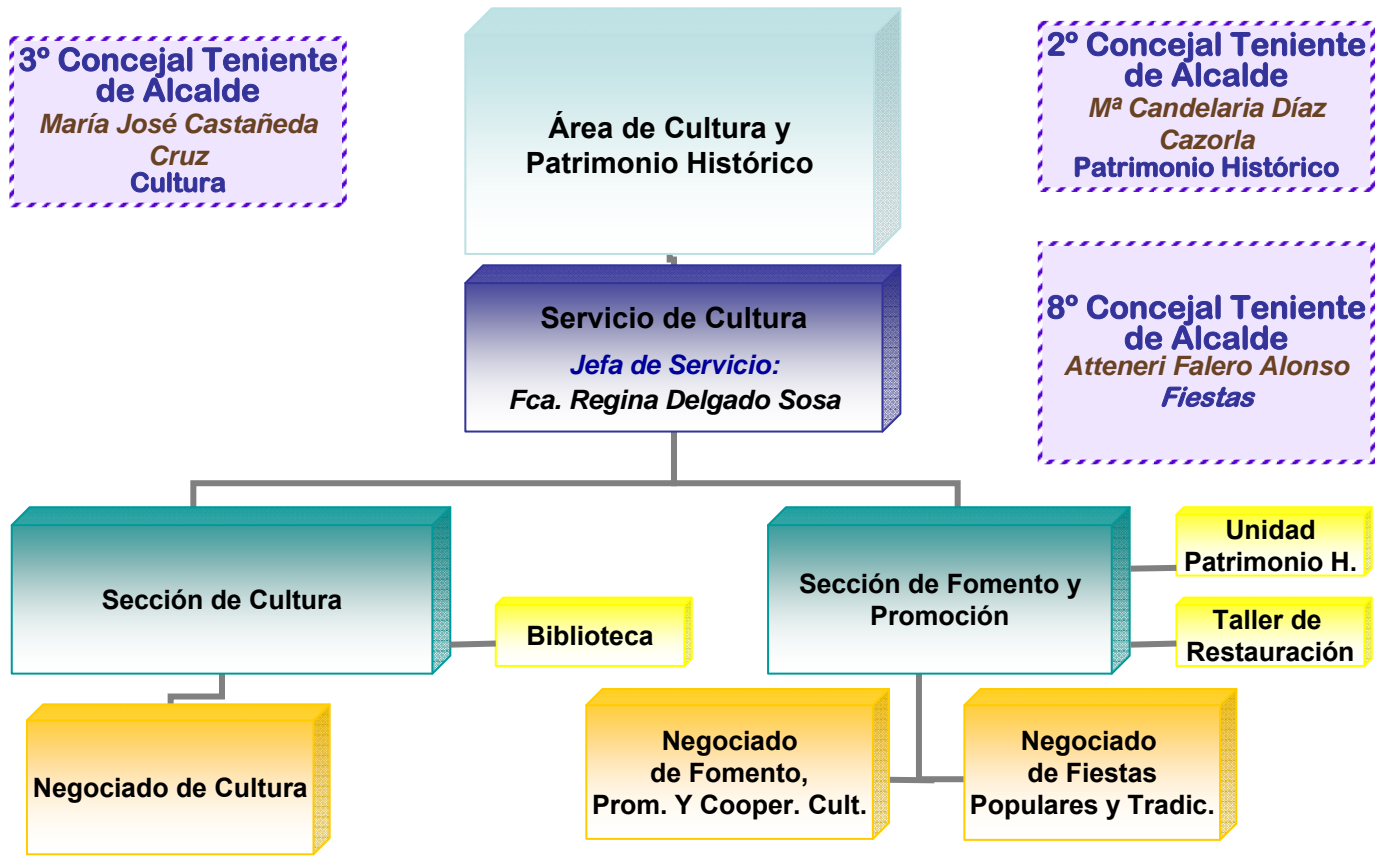 3º Concejal Teniente
de Alcalde
María José Castañeda
Cruz
Cultura
Área de Cultura y
Patrimonio Histórico
2º Concejal Teniente
de Alcalde
Mª Candelaria Díaz
Cazorla
Patrimonio Histórico
Servicio de Cultura
Jefa de Servicio:
Fca. Regina Delgado Sosa
8º Concejal Teniente
de Alcalde
Atteneri Falero Alonso
Fiestas
Sección de Cultura
Biblioteca
Sección de Fomento y
Promoción
Unidad
Patrimonio H.
Taller de
Restauración
Negociado de Cultura
Negociado
de Fomento,
Prom. Y Cooper. Cult.
Negociado
de Fiestas
Populares y Tradic.